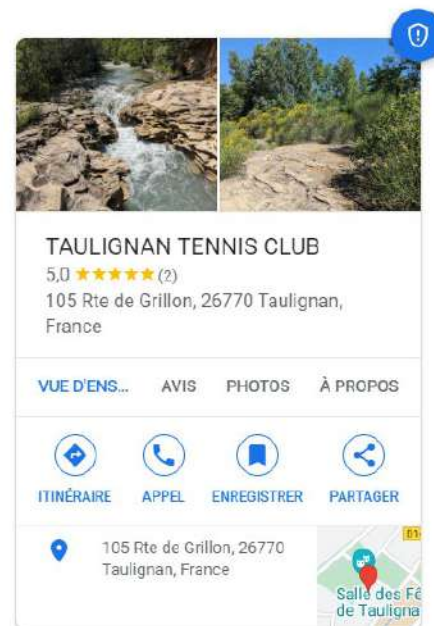 TAULIGNAN TENNIS CLUB
5,0 ★★★★★ (2)
105 Rte de Grillon, 26770 Taulignan,
France
VUE D'ENS... AVIS PHOTOS À PROPOS
ITINÉRAIRE APPEL ENREGISTRER PARTAGER
105 Rte de Grillon, 26770
Taulignan, France
Salle des Fê
de Tauligna